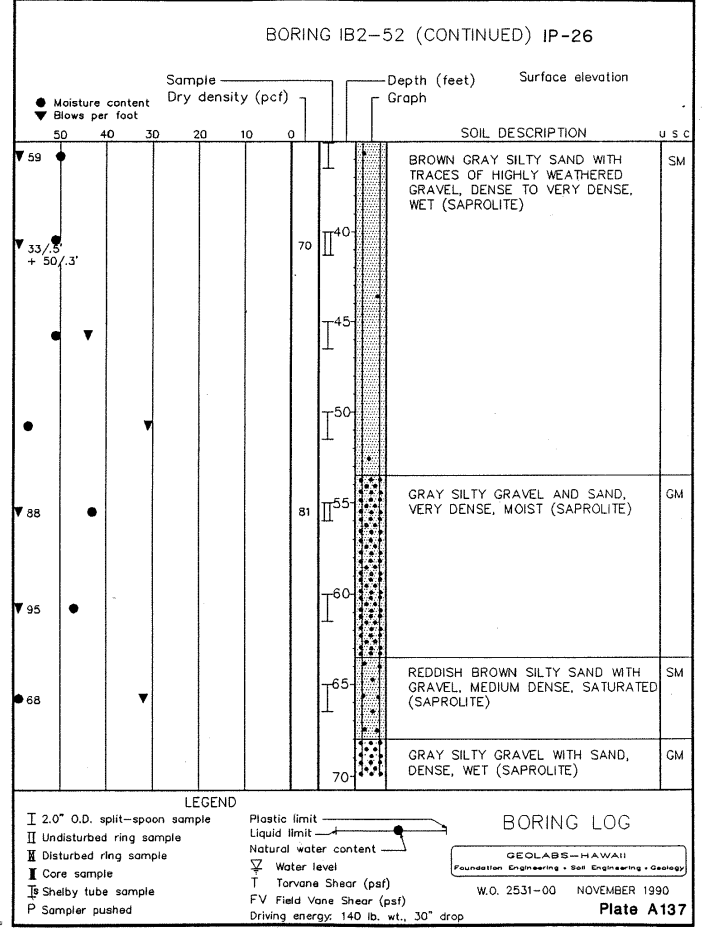 BORING IB2-52 (CONTINUED) IP-26
Sample
Depth (feet)
Surface elevation
● Moisture content
Dry density (pcf)
Graph
▼ Blows per foot
50 40 30 20 10 0
SOIL DESCRIPTION
U S C
59
BROWN GRAY SILTY SAND WITH
TRACES OF HIGHLY WEATHERED
GRAVEL, DENSE TO VERY DENSE,
WET (SAPROLITE)
SM
40
33/.5'
+ 50/.3'
70
45
50
GRAY SILTY GRAVEL AND SAND,
VERY DENSE, MOIST (SAPROLITE)
GM
88
81
55
95
60
REDDISH BROWN SILTY SAND WITH
GRAVEL, MEDIUM DENSE, SATURATED
(SAPROLITE)
SM
68
65
GRAY SILTY GRAVEL WITH SAND,
DENSE, WET (SAPROLITE)
GM
70
LEGEND
2.0" O.D. split-spoon sample
Undisturbed ring sample
Disturbed ring sample
Core sample
S Shelby tube sample
P Sampler pushed
Plastic limit
Liquid limit
Natural water content
Water level
T Torvane Shear (psf)
FV Field Vane Shear (psf)
Driving energy: 140 lb. wt., 30" drop
BORING LOG
GEOLABS-HAWAII
Foundation Engineering • Soil Engineering • Geology
W.O. 2531-00 NOVEMBER 1990
Plate A137